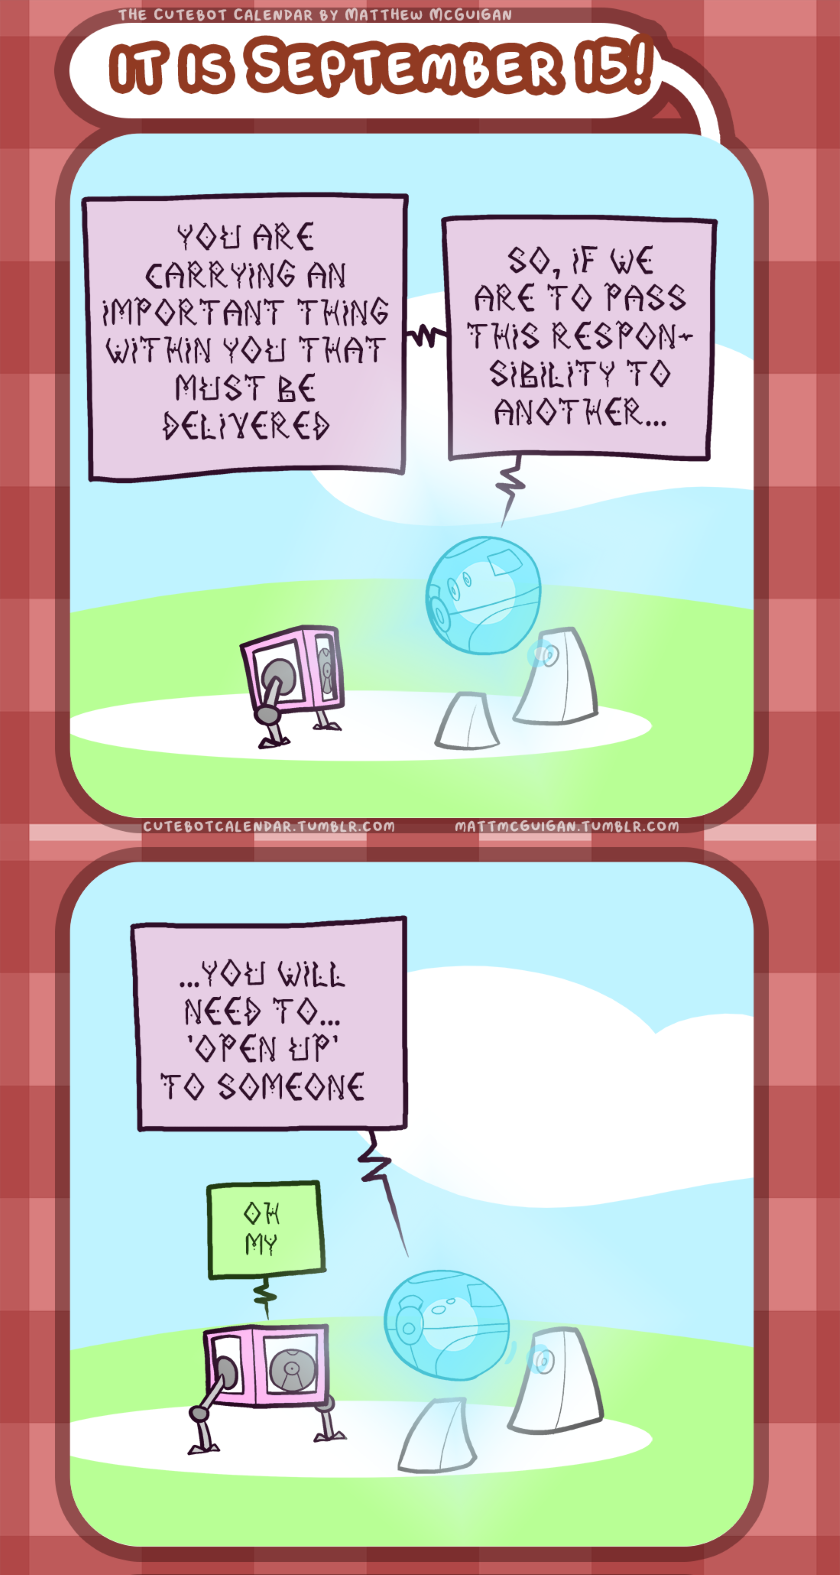 THE CUTEBOT CALENDAR BY MATTHEW MCGUIGAN
IT IS SEPTEMBER 15!
YOU ARE
CARRYING AN
IMPORTANT THING
WITHIN YOU THAT
MUST BE
DELIVERED
SO, IF WE
ARE TO PASS
THIS RESPON-
SIBILITY TO
ANOTHER...
CUTEBOTCALENDAR.TUMBLR.COM
MATTMCGUIGAN.TUMBLR.COM
...YOU WILL
NEED TO...
'OPEN UP'
TO SOMEONE
OH
MY